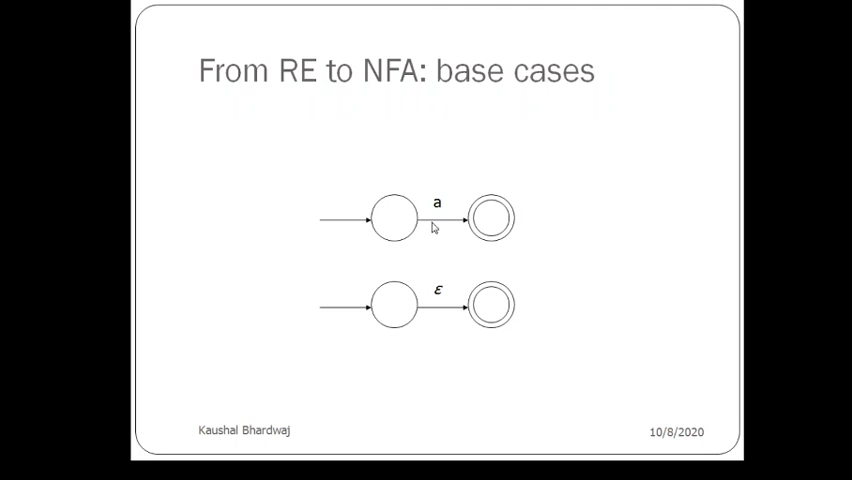 From RE to NFA: base cases
a
ε
Kaushal Bhardwaj
10/8/2020